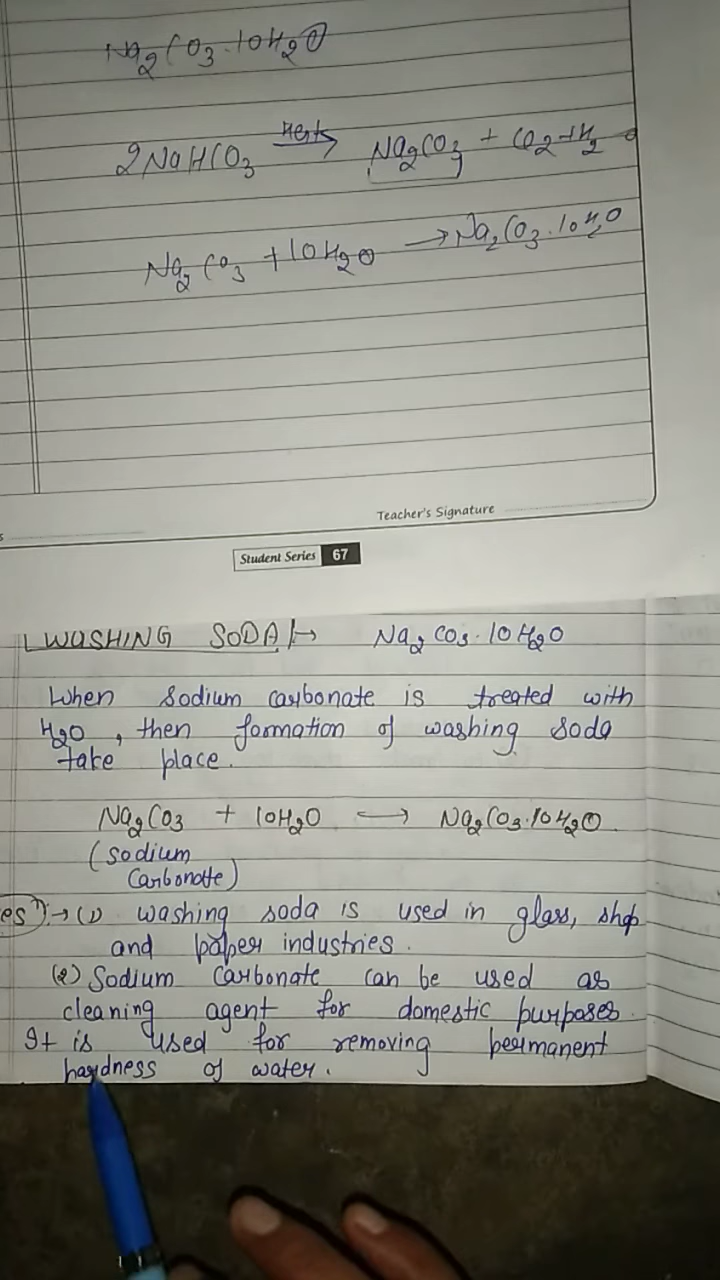 Na2CO3.10H2O
2NaHCO3 Heat→ Na2CO3 + CO2+H2O
Na2CO3 +10H2O →Na2CO3.10H2O
Teacher's Signature
Student Series 67
WASHING SODA → Na2CO3.10H2O
When Sodium carbonate is treated with
H2O, then formation of washing soda
take place.
Na2CO3 + 10H2O → Na2CO3.10H2O.
(Sodium
Carbonate)
es → (1) washing soda is used in glass,
and paper industries.
(2) Sodium Carbonate can be used as
cleaning agent for domestic purposes.
It is used for removing permanent
hardness of water.